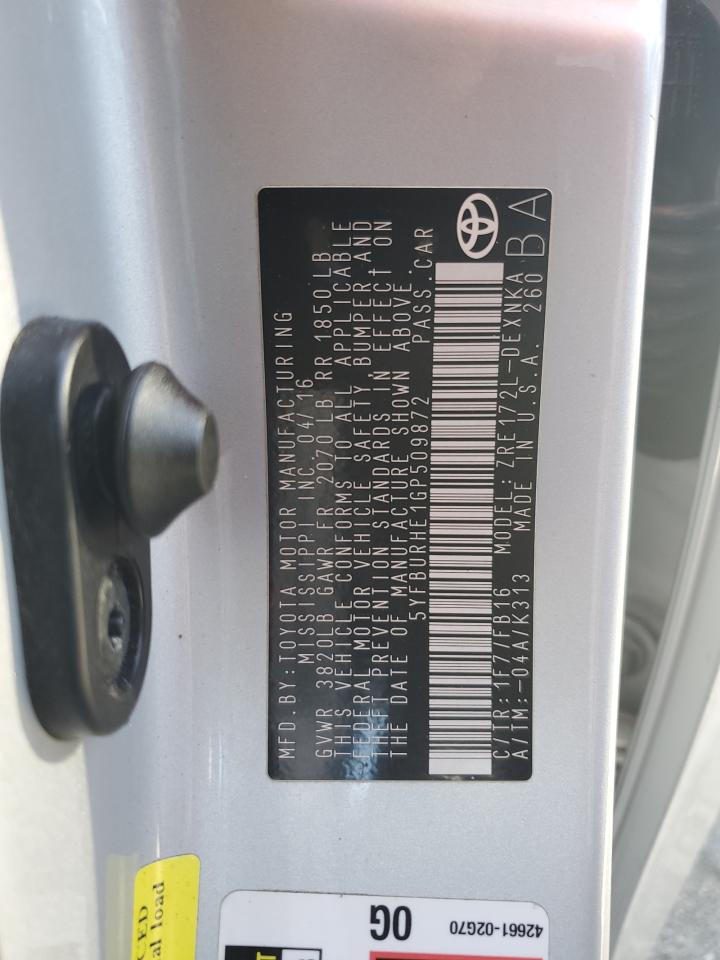 MFD BY: TOYOTA MOTOR MANUFACTURING
MISSISSIPPI INC. 04/16
GVWR 3820LB GAWR FR 2070 LB RR 1850 LB
THIS VEHICLE CONFORMS TO ALL APPLICABLE
FEDERAL MOTOR VEHICLE SAFETY, BUMPER, AND
THEFT PREVENTION STANDARDS IN EFFECT ON
THE DATE OF MANUFACTURE SHOWN ABOVE.
5YFBURHE1GP509872 PASS. CAR
C/TR: 1F7/FB16 MODEL: ZRE172L-DEXNKA
A/TM: -04A/K313 MADE IN U.S.A. 260 BA
CED
al load
0G
42661-02G70